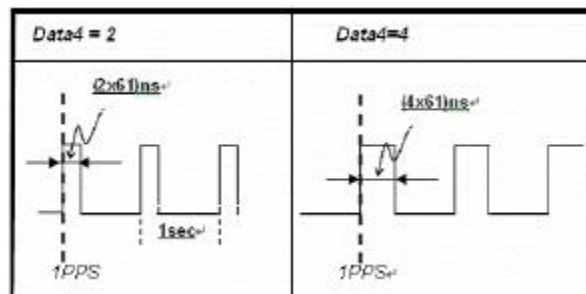 Data4 = 2
Data4=4
(2x61)ns↵
(4x61)ns↵
1sec↵
1PPS
1PPS↵